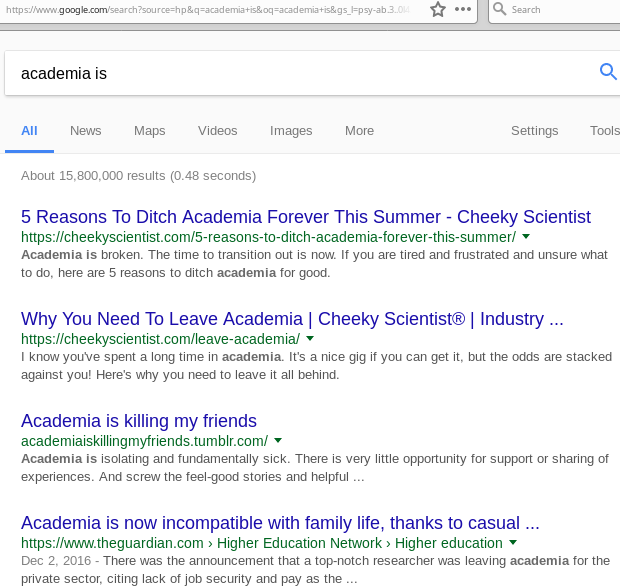 https://www.google.com/search?source=hp&q=academia+is&oq=academia+is&gs_l=psy-ab.3..0i
Search
academia is
All News Maps Videos Images More Settings Tools
About 15,800,000 results (0.48 seconds)
5 Reasons To Ditch Academia Forever This Summer - Cheeky Scientist
https://cheekyscientist.com/5-reasons-to-ditch-academia-forever-this-summer/
Academia is broken. The time to transition out is now. If you are tired and frustrated and unsure what
to do, here are 5 reasons to ditch academia for good.
Why You Need To Leave Academia | Cheeky Scientist® | Industry ...
https://cheekyscientist.com/leave-academia/
I know you've spent a long time in academia. It's a nice gig if you can get it, but the odds are stacked
against you! Here's why you need to leave it all behind.
Academia is killing my friends
academiaiskillingmyfriends.tumblr.com/
Academia is isolating and fundamentally sick. There is very little opportunity for support or sharing of
experiences. And screw the feel-good stories and helpful ...
Academia is now incompatible with family life, thanks to casual ...
https://www.theguardian.com › Higher Education Network › Higher education
Dec 2, 2016 - There was the announcement that a top-notch researcher was leaving academia for the
private sector, citing lack of job security and pay as the ...